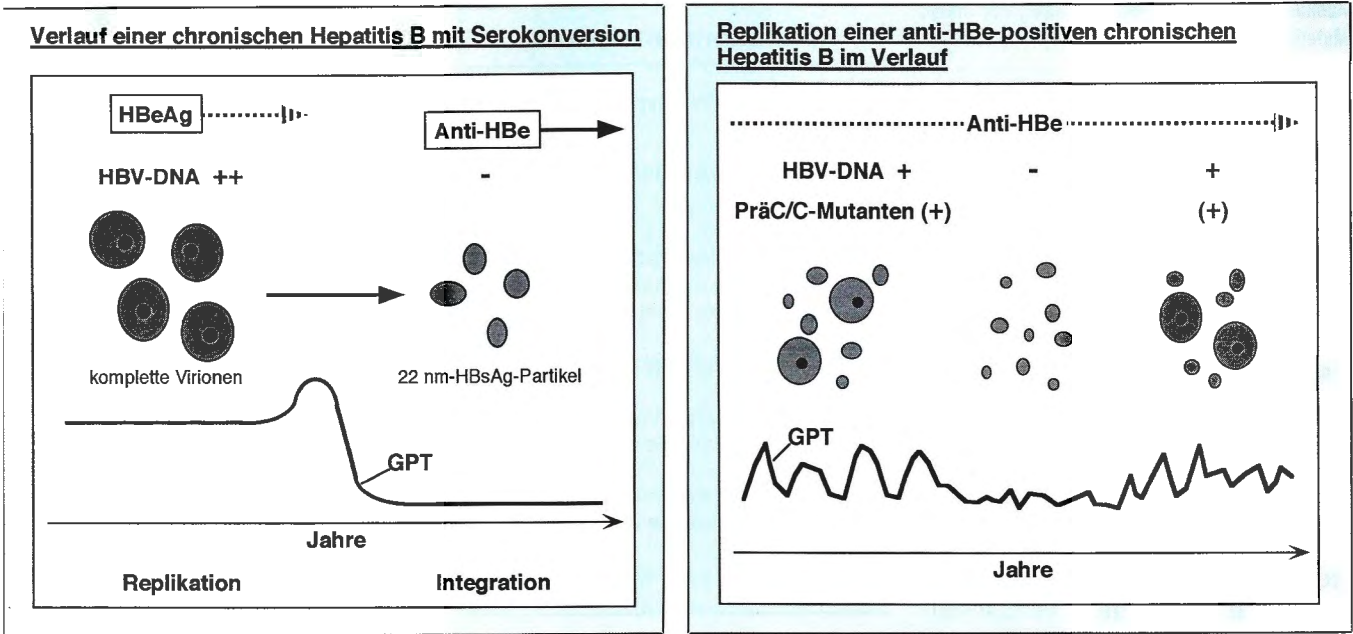 Verlauf einer chronischen Hepatitis B mit Serokonversion
HBeAg
Anti-HBe
HBV-DNA ++
-
komplette Virionen
22 nm-HBsAg-Partikel
GPT
Jahre
Replikation
Integration
Replikation einer anti-HBe-positiven chronischen
Hepatitis B im Verlauf
Anti-HBe
HBV-DNA +
-
+
PräC/C-Mutanten (+)
(+)
GPT
Jahre